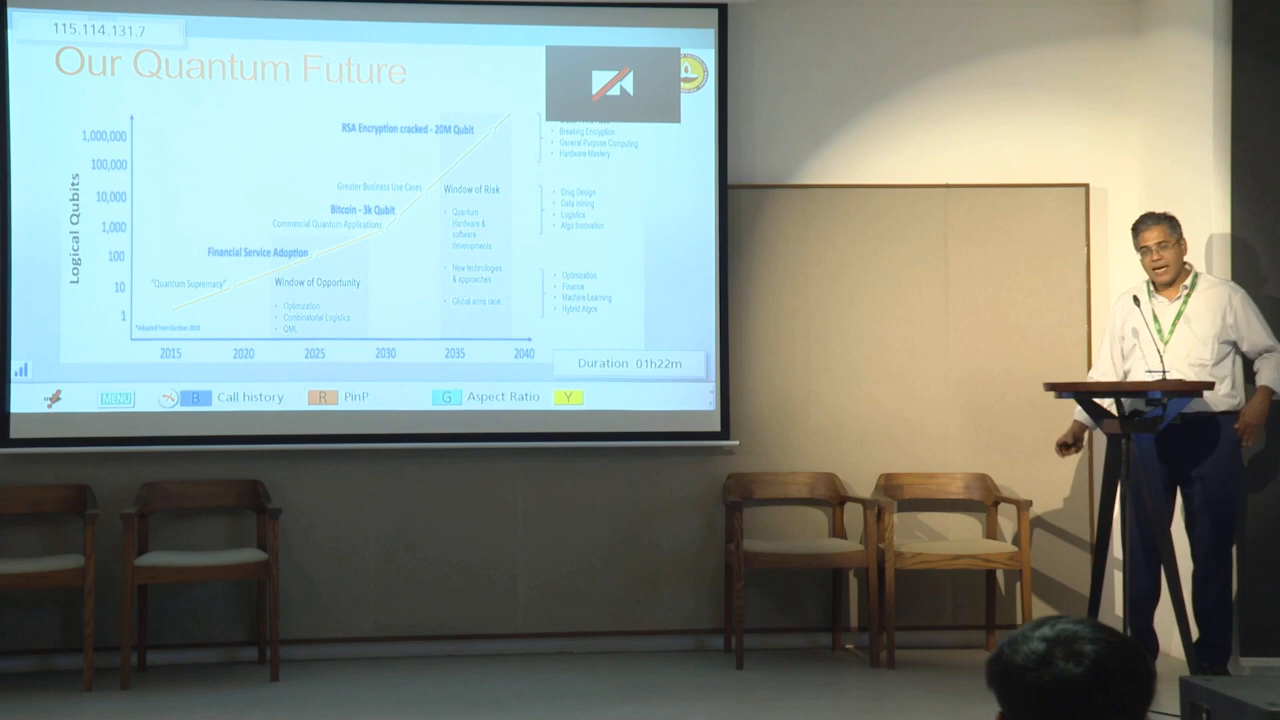 115.114.131.7
Our Quantum Future
Logical Qubits
1,000,000
100,000
10,000
1,000
100
10
1
RSA Encryption cracked - 20M Qubit
Greater Business Use Cases
Bitcoin - 3k Qubit
Commercial Quantum Applications
Financial Service Adoption
"Quantum Supremacy"
Window of Opportunity
• Optimization
• Combinatorial Logistics
• QML
Window of Risk
• Quantum
Hardware &
software
developments
• New technologies
& approaches
• Global arms race
• Breaking Encryption
• General Purpose Computing
• Hardware Mastery
• Drug Design
• Data mining
• Logistics
• Algo Innovation
• Optimization
• Finance
• Machine Learning
• Hybrid Algos
2015 2020 2025 2030 2035 2040
Duration 01h22m
MENU B Call history R PinP G Aspect Ratio Y